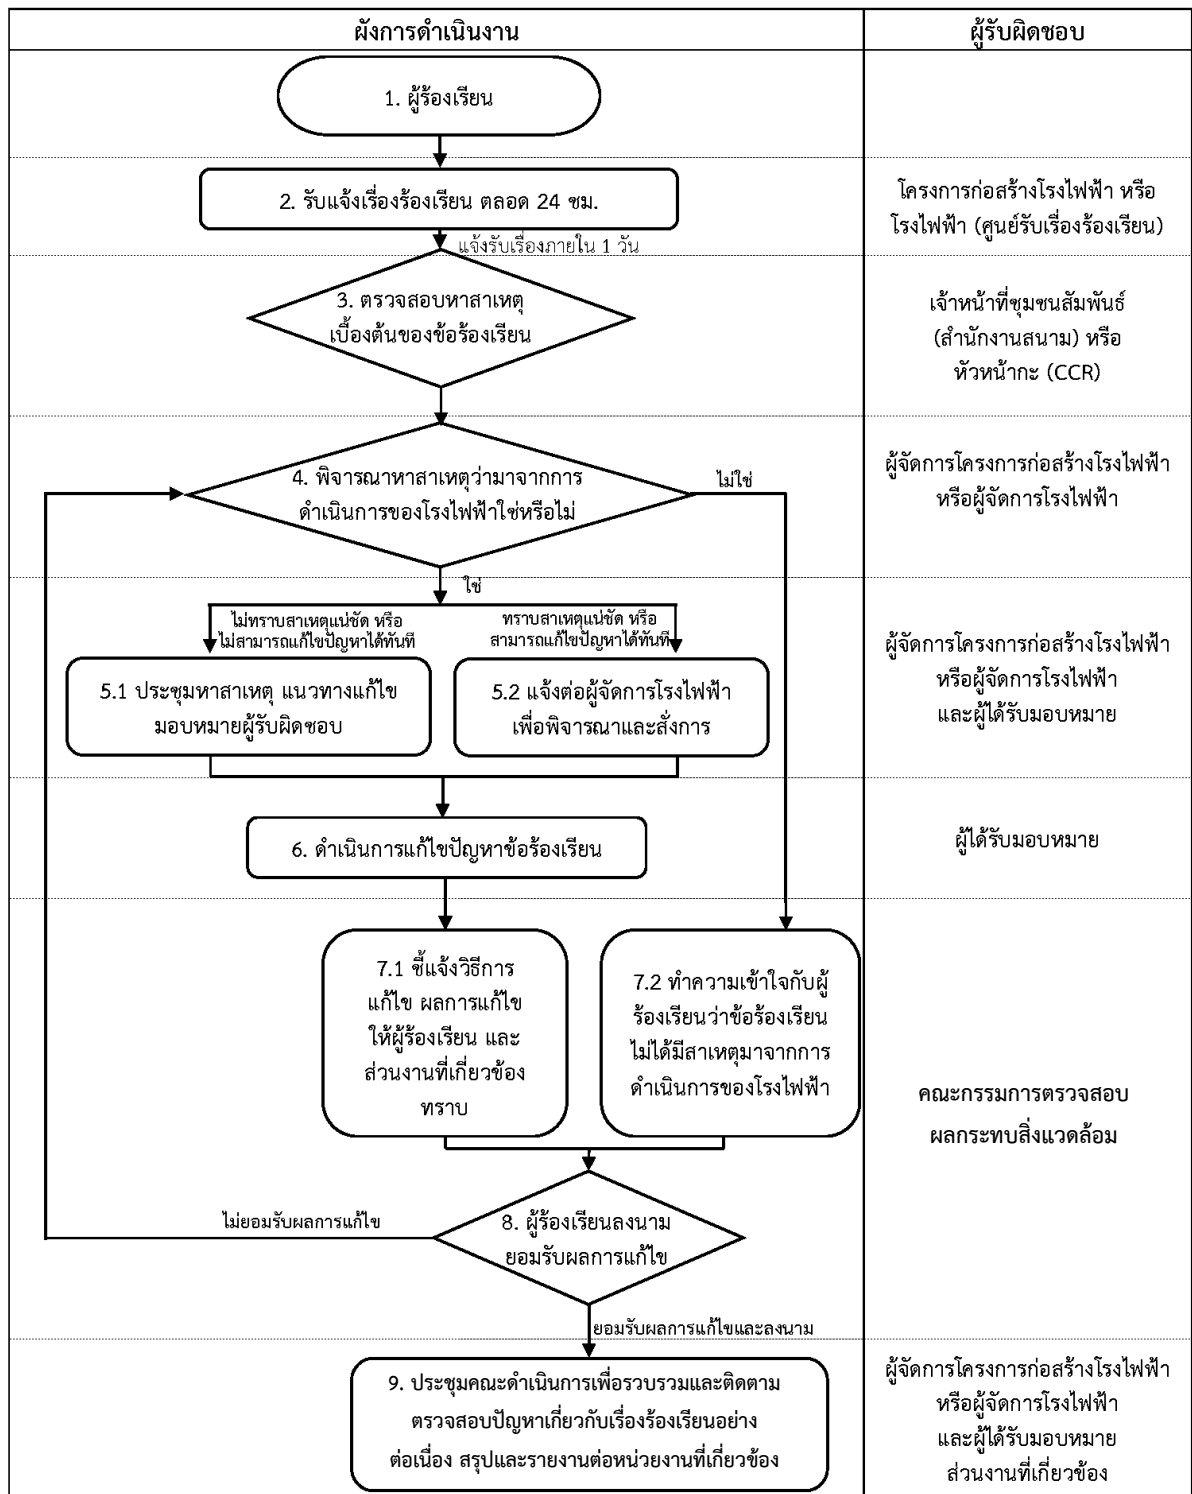 ผังการดำเนินงาน
ผู้รับผิดชอบ
1. ผู้ร้องเรียน
2. รับแจ้งเรื่องร้องเรียน ตลอด 24 ซม.
โครงการก่อสร้างโรงไฟฟ้า หรือ
โรงไฟฟ้า (ศูนย์รับเรื่องร้องเรียน)
แจ้งรับเรื่องภายใน 1 วัน
3. ตรวจสอบหาสาเหตุ
เบื้องต้นของข้อร้องเรียน
เจ้าหน้าที่ชุมชนสัมพันธ์
(สำนักงานสนาม) หรือ
หัวหน้ากะ (CCR)
4. พิจารณาหาสาเหตุว่ามาจากการ
ดำเนินการของโรงไฟฟ้าใช่หรือไม่
ไม่ใช่
ผู้จัดการโครงการก่อสร้างโรงไฟฟ้า
หรือผู้จัดการโรงไฟฟ้า
ใช่
ไม่ทราบสาเหตุแน่ชัด หรือ
ไม่สามารถแก้ไขปัญหาได้ทันที
ทราบสาเหตุแน่ชัด หรือ
สามารถแก้ไขปัญหาได้ทันที
5.1 ประชุมหาสาเหตุ แนวทางแก้ไข
มอบหมายผู้รับผิดชอบ
5.2 แจ้งต่อผู้จัดการโรงไฟฟ้า
เพื่อพิจารณาและสั่งการ
ผู้จัดการโครงการก่อสร้างโรงไฟฟ้า
หรือผู้จัดการโรงไฟฟ้า
และผู้ได้รับมอบหมาย
6. ดำเนินการแก้ไขปัญหาข้อร้องเรียน
ผู้ได้รับมอบหมาย
7.1 ชี้แจ้งวิธีการ
แก้ไข ผลการแก้ไข
ให้ผู้ร้องเรียน และ
ส่วนงานที่เกี่ยวข้อง
ทราบ
7.2 ทำความเข้าใจกับผู้
ร้องเรียนว่าข้อร้องเรียน
ไม่ได้มีสาเหตุมาจากการ
ดำเนินการของโรงไฟฟ้า
คณะกรรมการตรวจสอบ
ผลกระทบสิ่งแวดล้อม
8. ผู้ร้องเรียนลงนาม
ยอมรับผลการแก้ไข
ไม่ยอมรับผลการแก้ไข
ยอมรับผลการแก้ไขและลงนาม
9. ประชุมคณะดำเนินการเพื่อรวบรวมและติดตาม
ตรวจสอบปัญหาเกี่ยวกับเรื่องร้องเรียนอย่าง
ต่อเนื่อง สรุปและรายงานต่อหน่วยงานที่เกี่ยวข้อง
ผู้จัดการโครงการก่อสร้างโรงไฟฟ้า
หรือผู้จัดการโรงไฟฟ้า
และผู้ได้รับมอบหมาย
ส่วนงานที่เกี่ยวข้อง